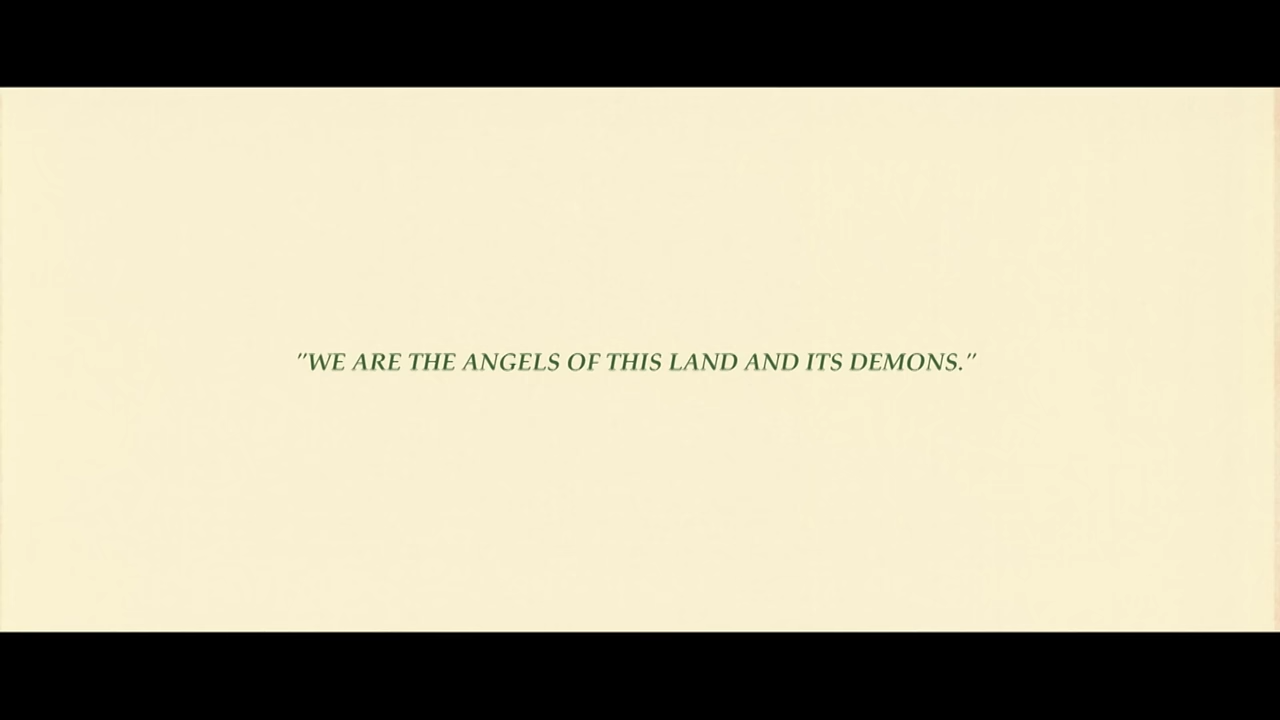 "WE ARE THE ANGELS OF THIS LAND AND ITS DEMONS."